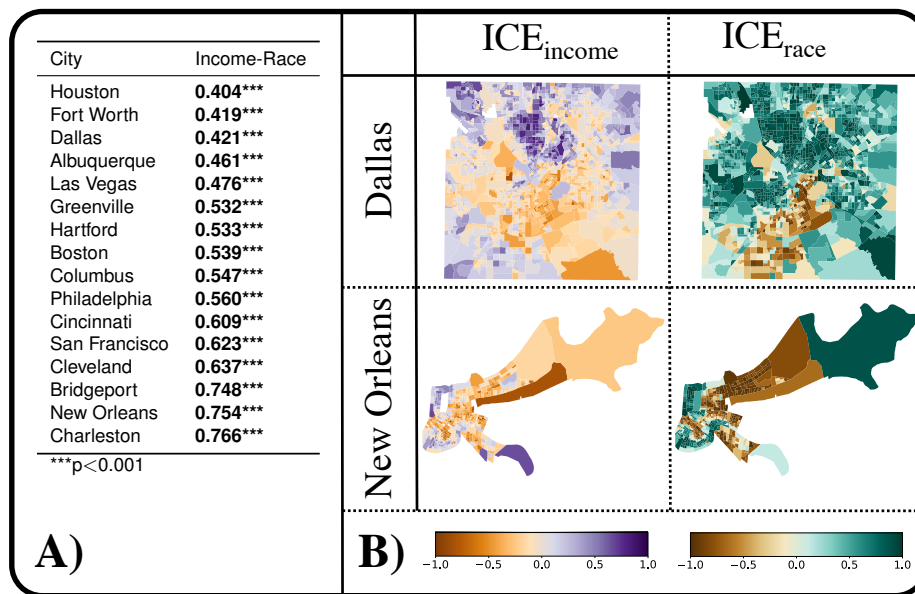 City Income-Race
Houston 0.404***
Fort Worth 0.419***
Dallas 0.421***
Albuquerque 0.461***
Las Vegas 0.476***
Greenville 0.532***
Hartford 0.533***
Boston 0.539***
Columbus 0.547***
Philadelphia 0.560***
Cincinnati 0.609***
San Francisco 0.623***
Cleveland 0.637***
Bridgeport 0.748***
New Orleans 0.754***
Charleston 0.766***
***p<0.001
A)
ICEincome ICErace
Dallas
New Orleans
B)
−1.0 −0.5 0.0 0.5 1.0
−1.0 −0.5 0.0 0.5 1.0